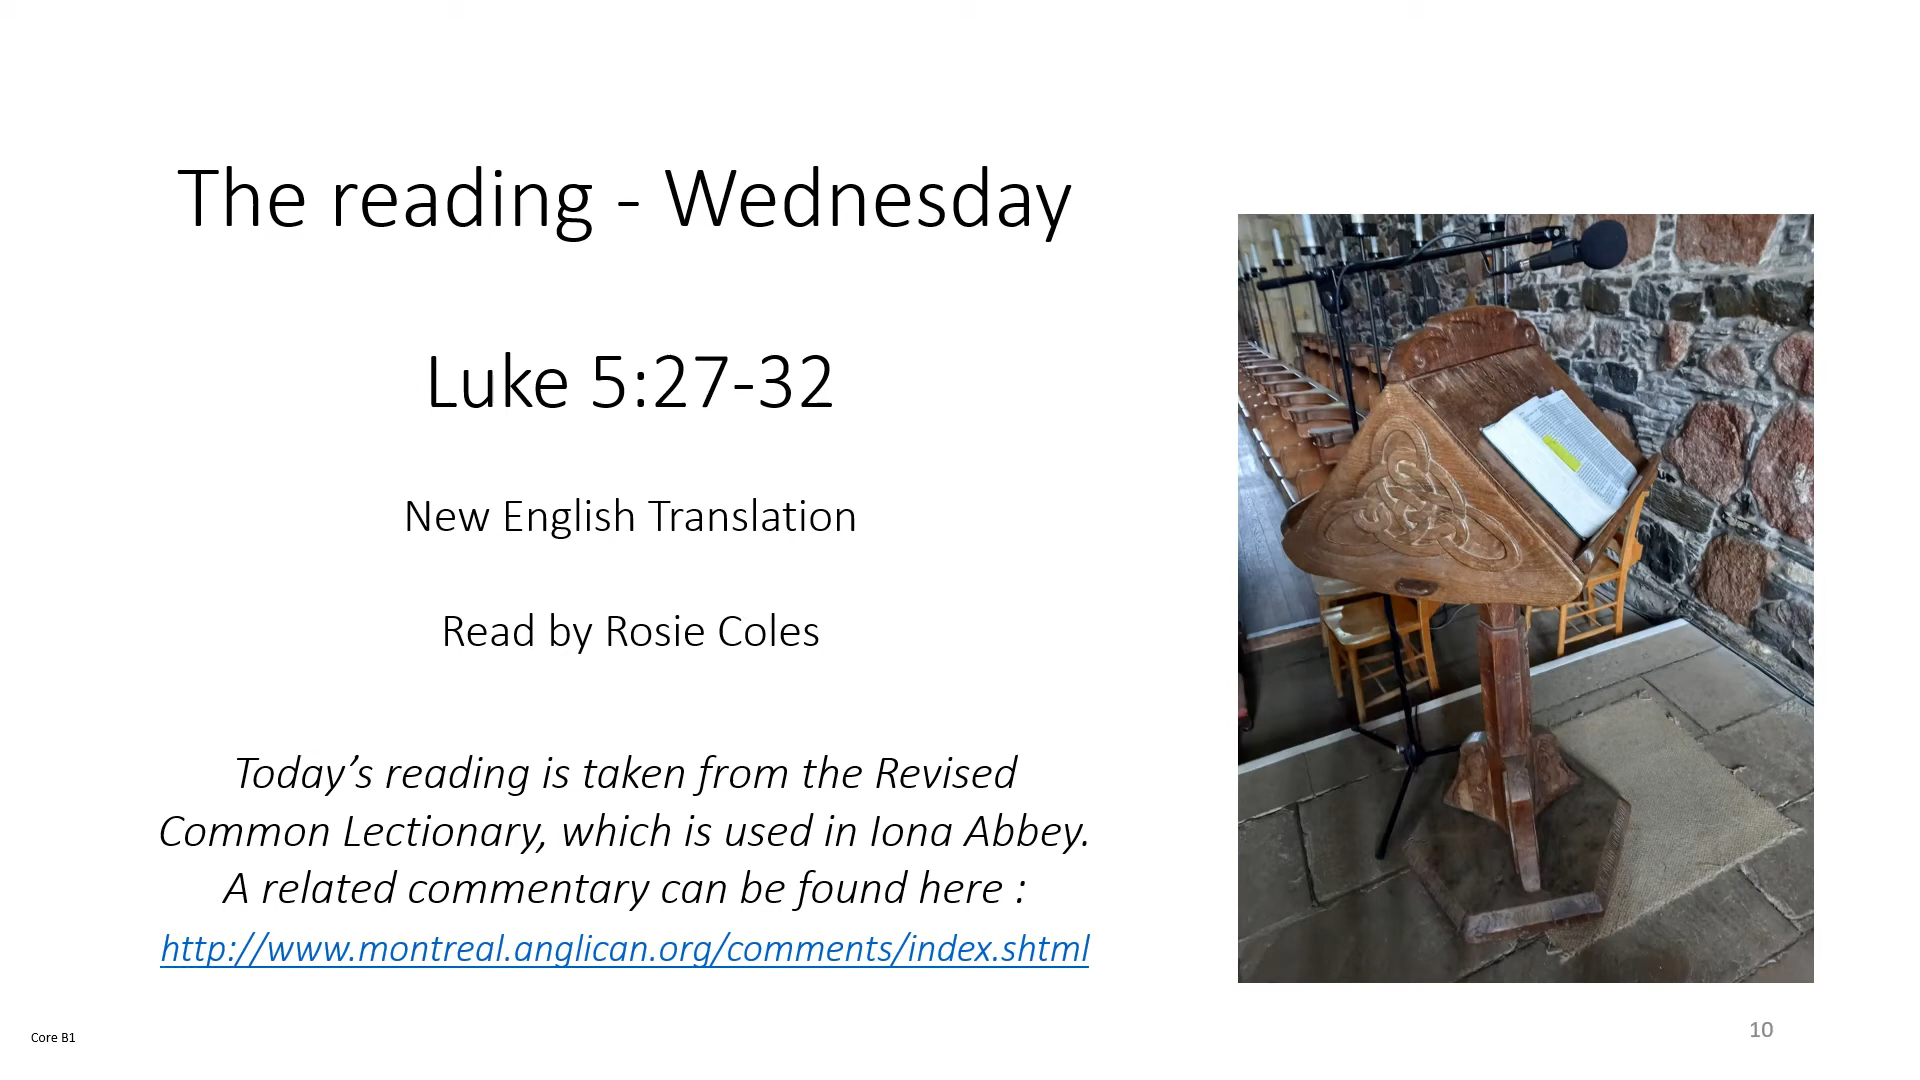 The reading - Wednesday
Luke 5:27-32
New English Translation
Read by Rosie Coles
Today’s reading is taken from the Revised
Common Lectionary, which is used in Iona Abbey.
A related commentary can be found here :
http://www.montreal.anglican.org/comments/index.shtml
Core B1
10